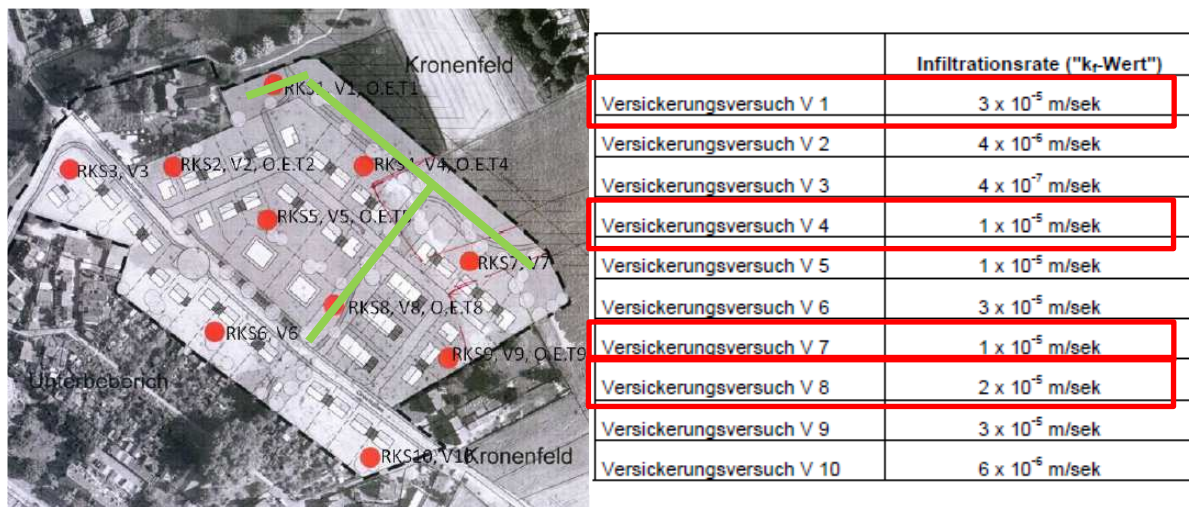 Kronenfeld
RKS1, V1, O.E.T1
RKS3, V3
RKS2, V2, O.E.T2
RKS4, V4, O.E.T4
RKS5, V5, O.E.T5
RKS7, V7
RKS8, V8, O.E.T8
RKS6, V6
RKS9, V9, O.E.T9
Unterbeborich
RKS10, V10
Kronenfeld
Infiltrationsrate ("kf-Wert")
Versickerungsversuch V 1 3 x 10⁻⁵ m/sek
Versickerungsversuch V 2 4 x 10⁻⁵ m/sek
Versickerungsversuch V 3 4 x 10⁻⁷ m/sek
Versickerungsversuch V 4 1 x 10⁻⁵ m/sek
Versickerungsversuch V 5 1 x 10⁻⁵ m/sek
Versickerungsversuch V 6 3 x 10⁻⁵ m/sek
Versickerungsversuch V 7 1 x 10⁻⁵ m/sek
Versickerungsversuch V 8 2 x 10⁻⁵ m/sek
Versickerungsversuch V 9 3 x 10⁻⁵ m/sek
Versickerungsversuch V 10 6 x 10⁻⁶ m/sek